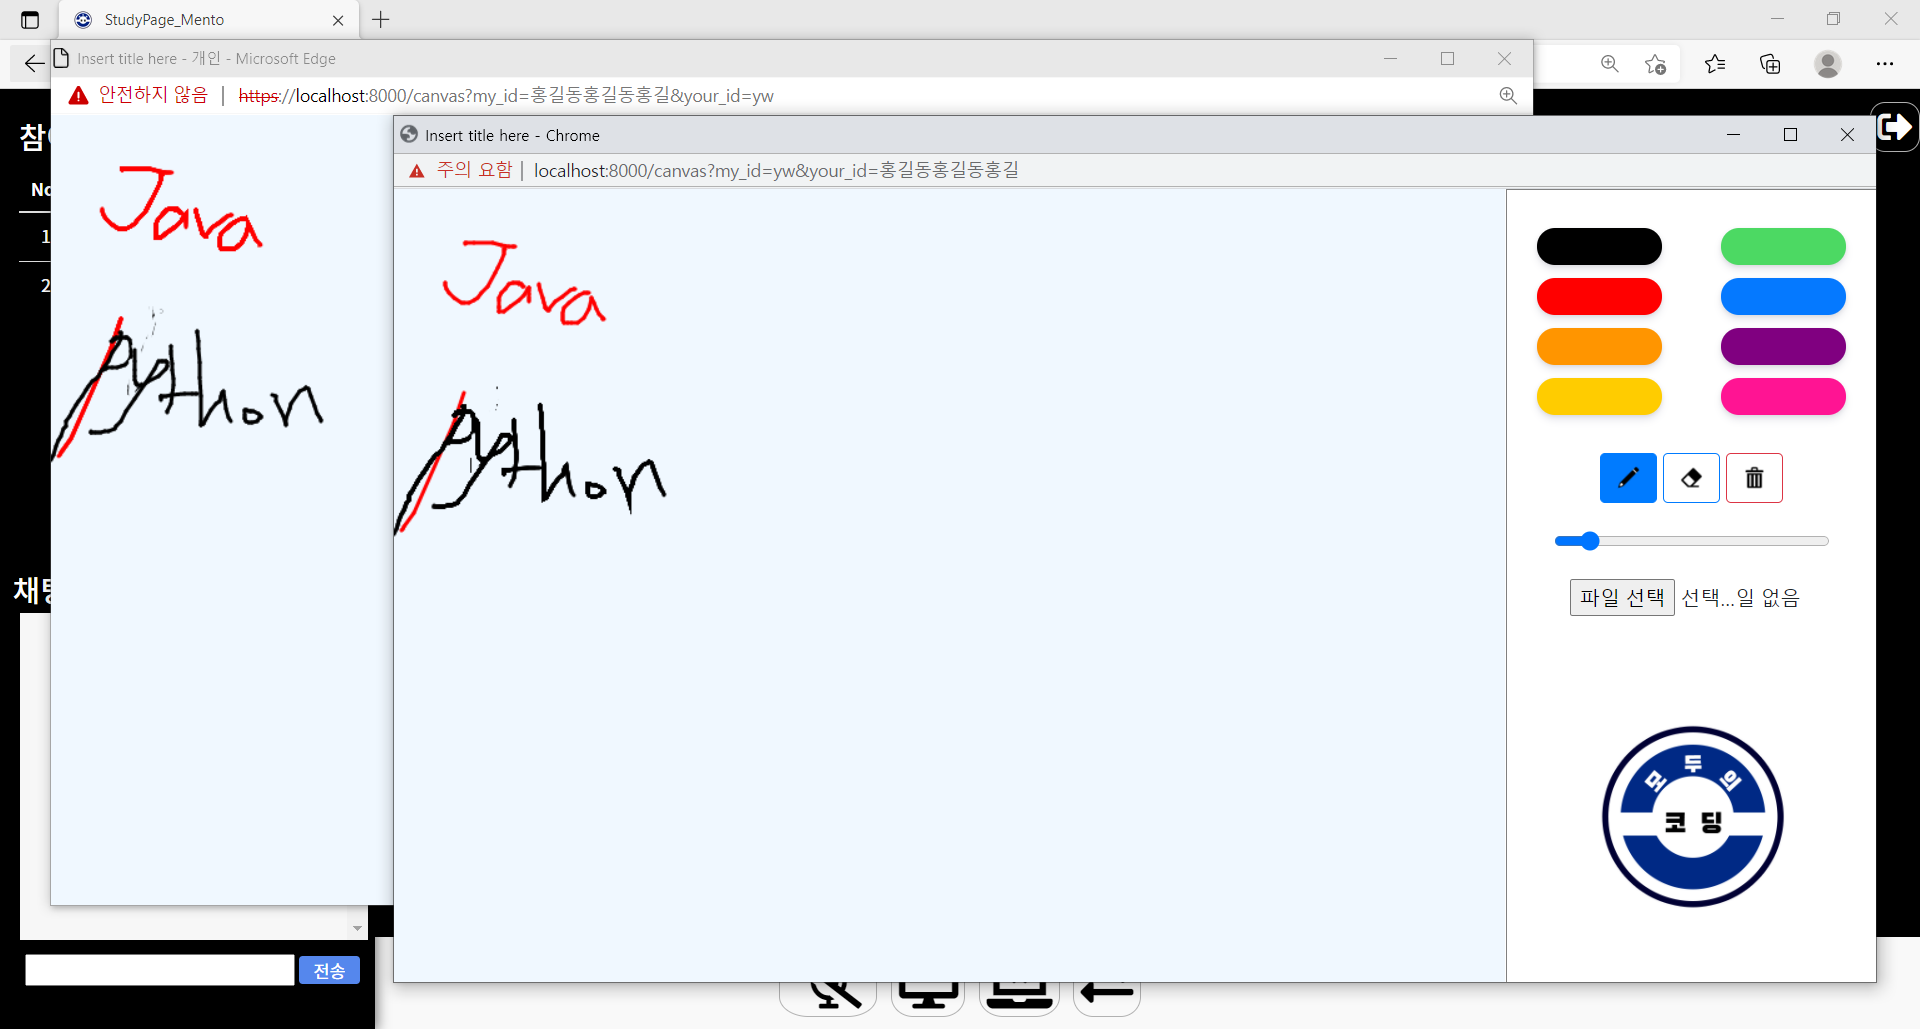 StudyPage_Mento
Insert title here - 개인 - Microsoft Edge
안전하지 않음 | https://localhost:8000/canvas?my_id=홍길동홍길동홍길&your_id=yw
Insert title here - Chrome
주의 요함 | localhost:8000/canvas?my_id=yw&your_id=홍길동홍길동홍길
1
2
Java
Python
Java
Python
파일 선택 선택...일 없음
모두의
코딩
전송